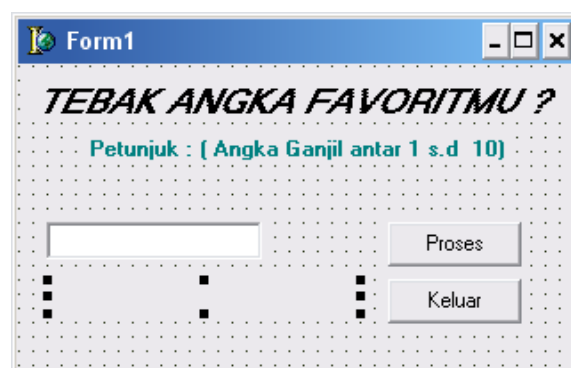 Form1
TEBAK ANGKA FAVORITMU ?
Petunjuk : ( Angka Ganjil antar 1 s.d 10)
Proses
Keluar